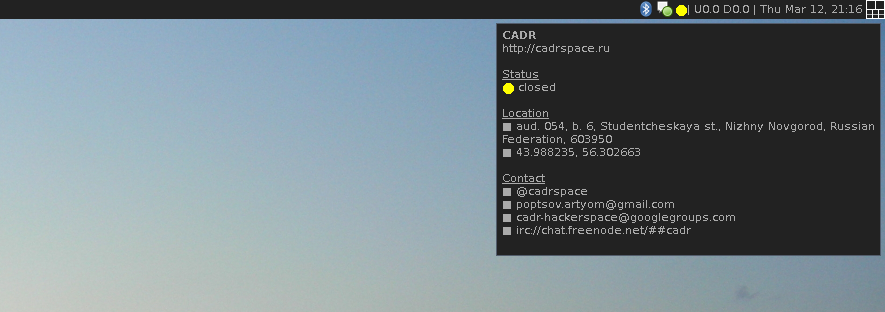 U0.0 D0.0 | Thu Mar 12, 21:16
CADR
http://cadrspace.ru
Status
closed
Location
aud. 054, b. 6, Studentcheskaya st., Nizhny Novgorod, Russian
Federation, 603950
43.988235, 56.302663
Contact
@cadrspace
poptsov.artyom@gmail.com
cadr-hackerspace@googlegroups.com
irc://chat.freenode.net/##cadr